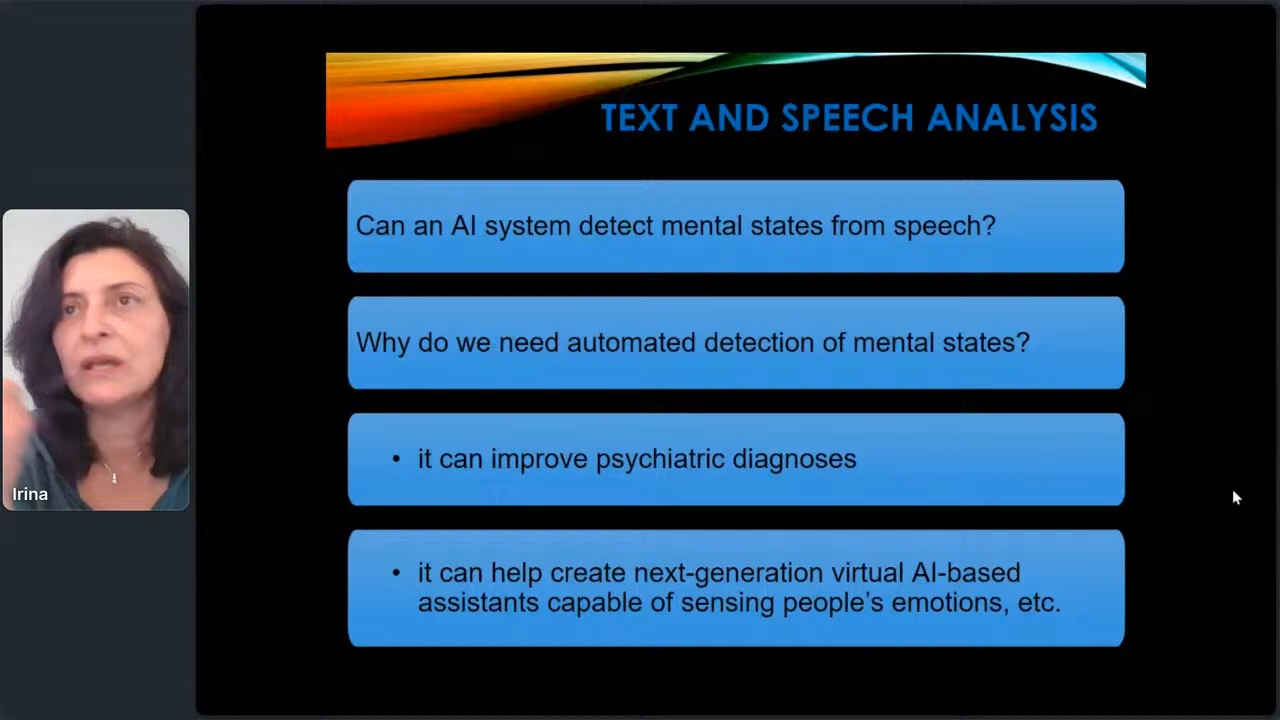 TEXT AND SPEECH ANALYSIS
Can an AI system detect mental states from speech?
Why do we need automated detection of mental states?
• it can improve psychiatric diagnoses
• it can help create next-generation virtual AI-based
assistants capable of sensing people’s emotions, etc.
Irina